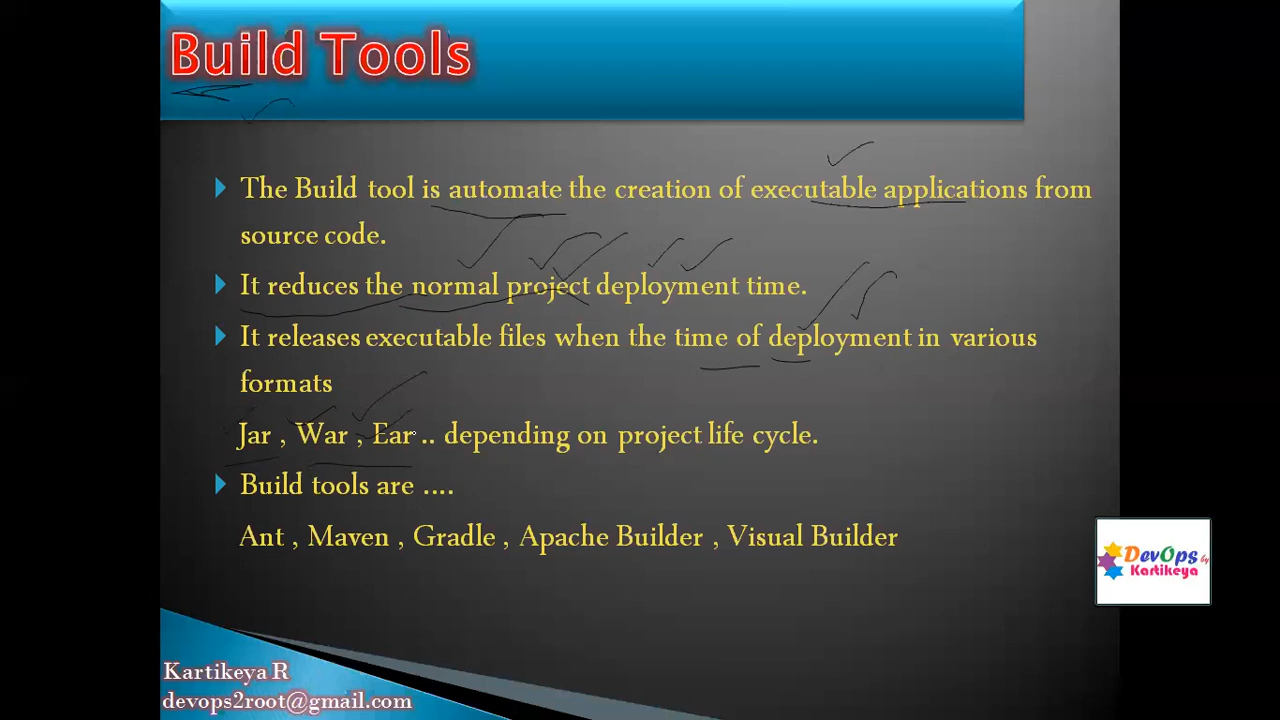 Build Tools
The Build tool is automate the creation of executable applications from
source code.
It reduces the normal project deployment time.
It releases executable files when the time of deployment in various
formats
Jar , War , Ear .. depending on project life cycle.
Build tools are ....
Ant , Maven , Gradle , Apache Builder , Visual Builder
DevOps by
Kartikeya
Kartikeya R
devops2root@gmail.com